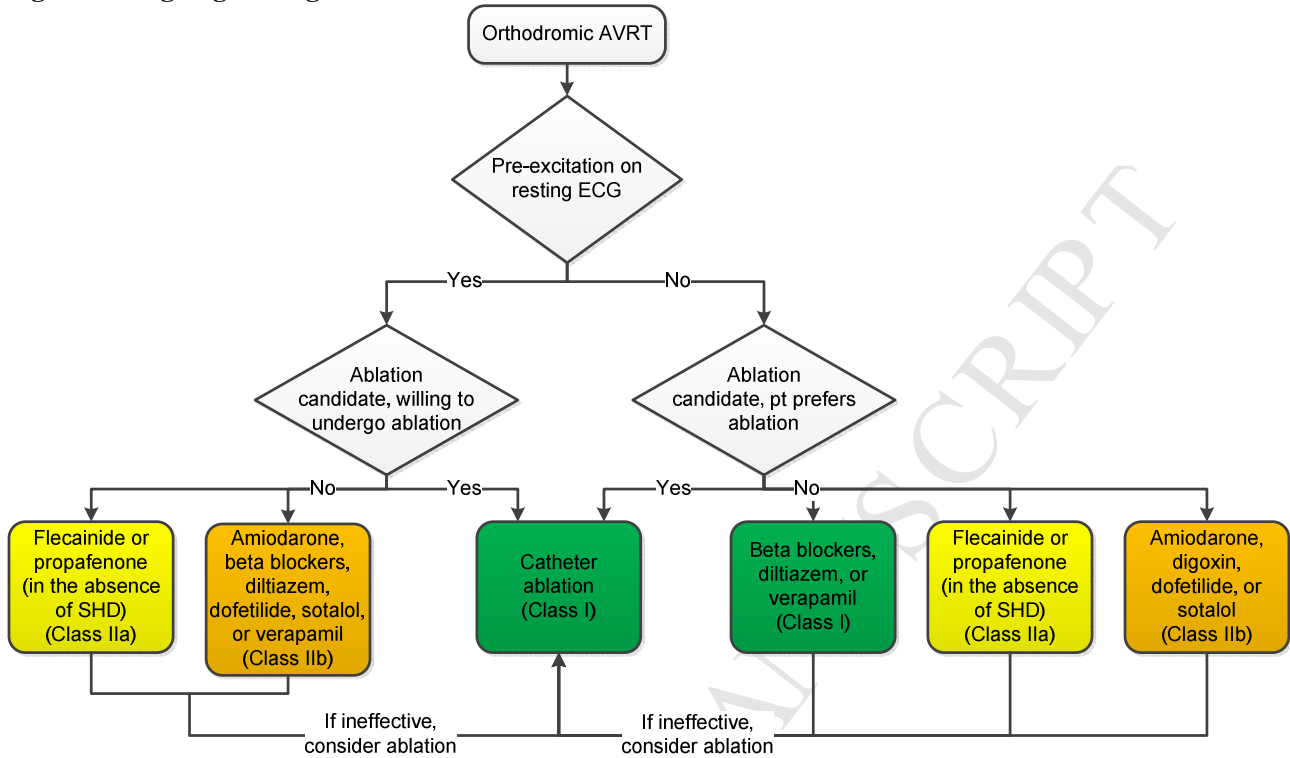 Orthodromic AVRT
Pre-excitation on
resting ECG
Yes
No
Ablation
candidate, willing to
undergo ablation
Ablation
candidate, pt prefers
ablation
No
Yes
Yes
No
Flecainide or
propafenone
(in the absence
of SHD)
(Class IIa)
Amiodarone,
beta blockers,
diltiazem,
dofetilide, sotalol,
or verapamil
(Class IIb)
Catheter
ablation
(Class I)
Beta blockers,
diltiazem, or
verapamil
(Class I)
Flecainide or
propafenone
(in the absence
of SHD)
(Class IIa)
Amiodarone,
digoxin,
dofetilide, or
sotalol
(Class IIb)
If ineffective,
consider ablation
If ineffective,
consider ablation
SCRIPT